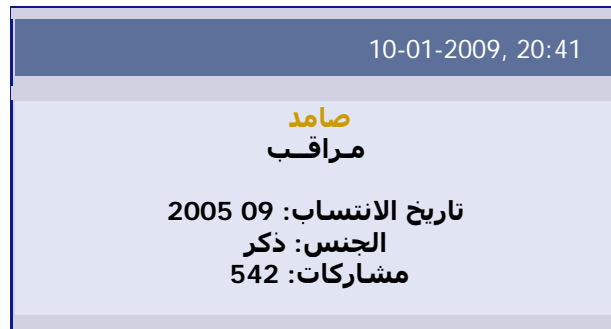 10-01-2009, 20:41
صامد
مـراقــب
تاريخ الانتساب: 09 2005
الجنس: ذكر
مشاركات: 542